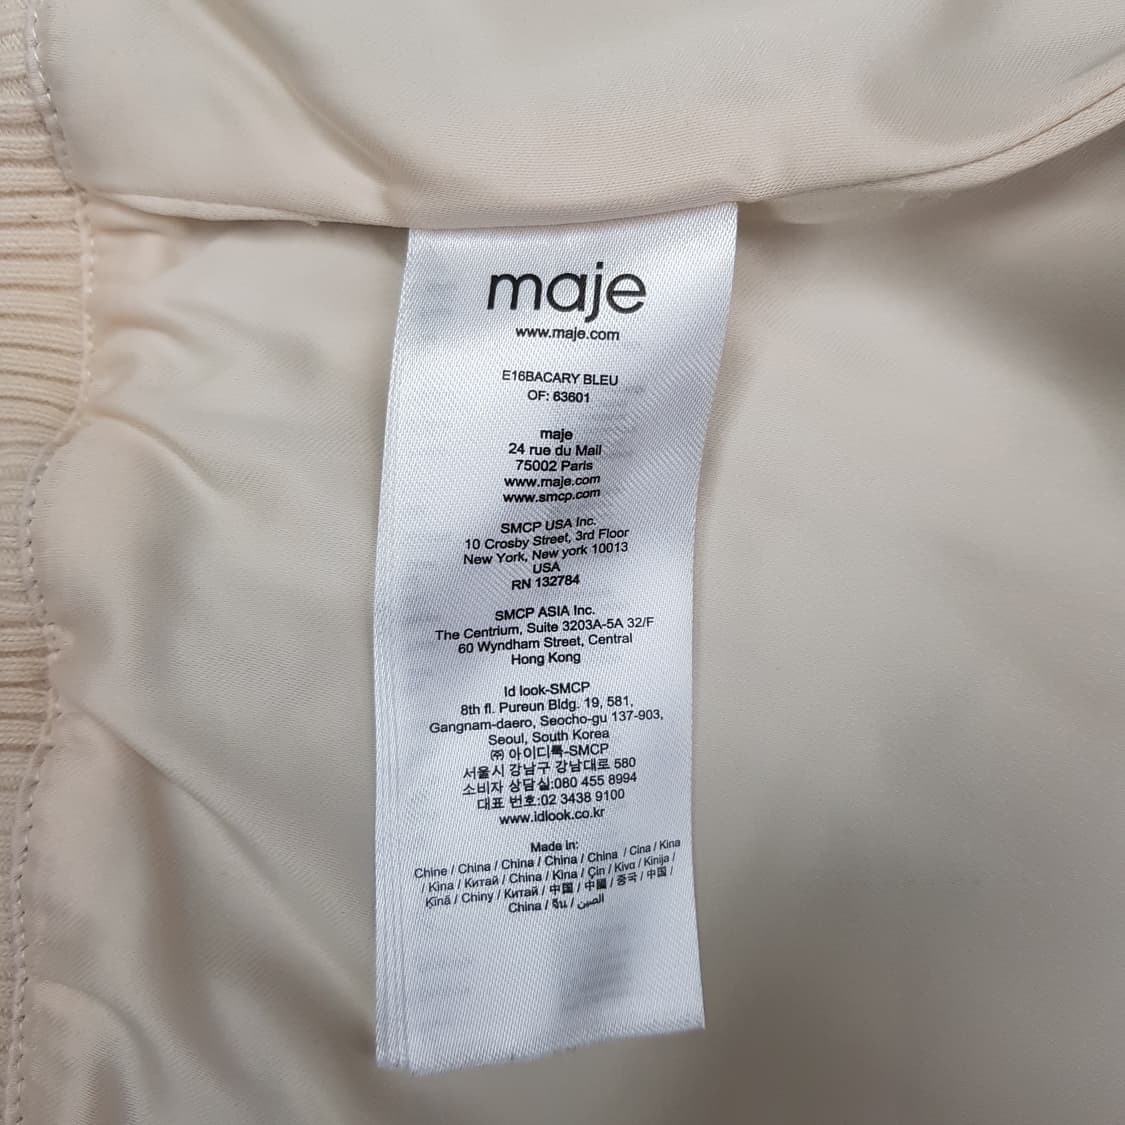 maje
www.maje.com
E16BACARY BLEU
OF: 63601
maje
24 rue du Mail
75002 Paris
www.maje.com
www.smcp.com
SMCP USA Inc.
10 Crosby Street, 3rd Floor
New York, New york 10013
USA
RN 132784
SMCP ASIA Inc.
The Centrium, Suite 3203A-5A 32/F
60 Wyndham Street, Central
Hong Kong
Id look-SMCP
8th fl. Pureun Bldg. 19, 581,
Gangnam-daero, Seocho-gu 137-903,
Seoul, South Korea
㈜ 아이디룩-SMCP
서울시 강남구 강남대로 580
소비자 상담실:080 455 8994
대표 번호:02 3438 9100
www.idlook.co.kr
Made in:
Chine / China / China / China / China / Cina / Kina
/ Kina / Китай / China / Kina / Çin / Kίνα / Kinija /
Ķīnā / Chiny / Китай / 中国 / 中國 / 중국 / 中国 /
China / จีน / الصين